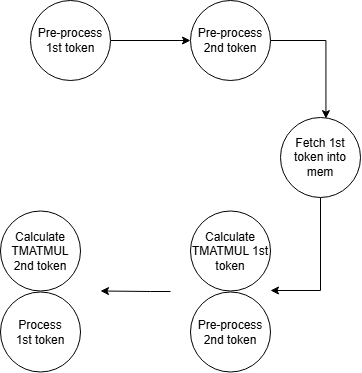 Pre-process
1st token
Pre-process
2nd token
Fetch 1st
token into
mem
Calculate
TMATMUL 1st
token
Pre-process
2nd token
Calculate
TMATMUL
2nd token
Process
1st token